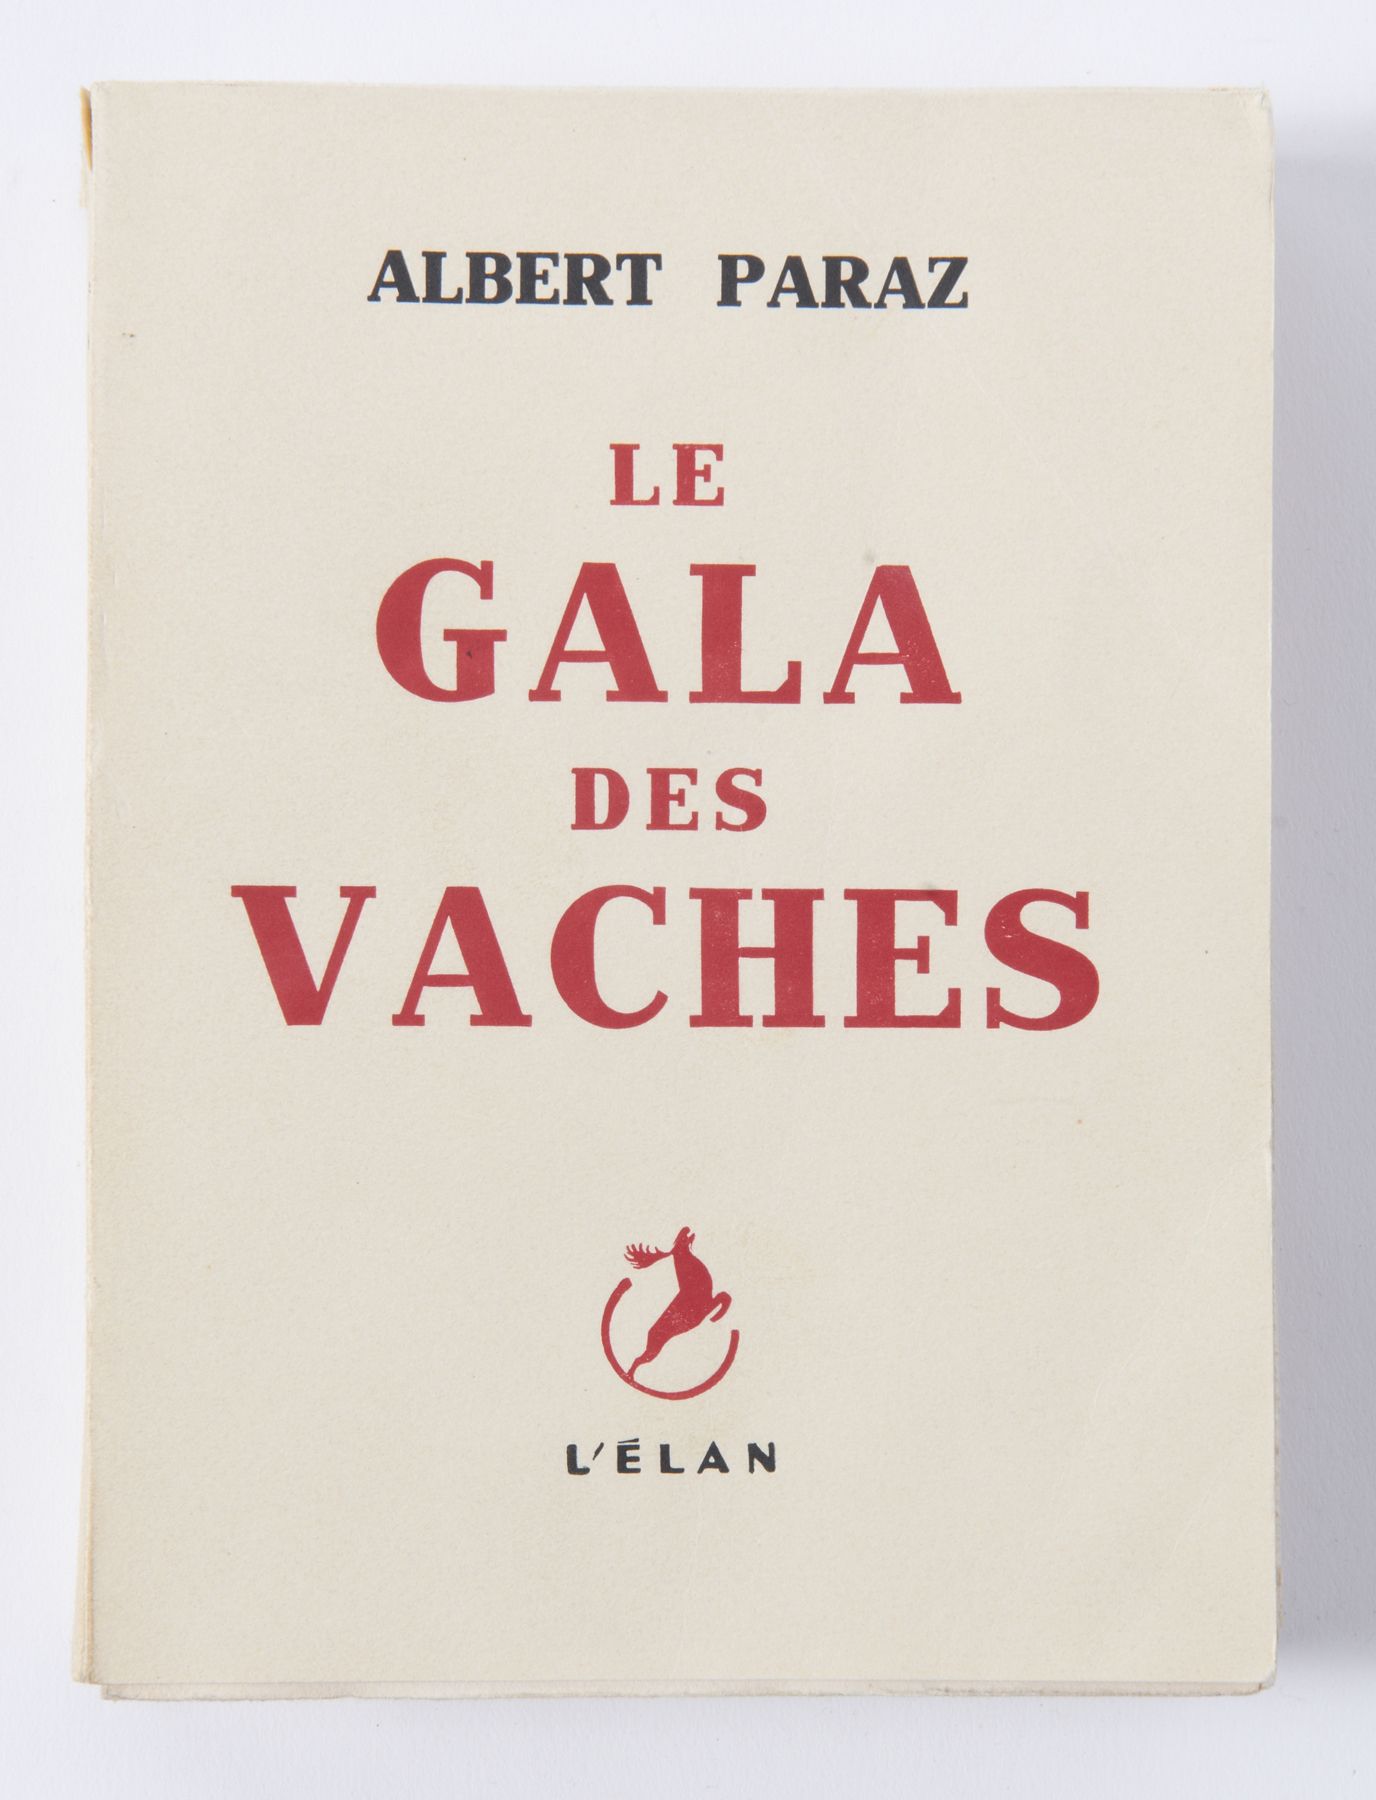 ALBERT PARAZ
LE
GALA
DES
VACHES
L'ÉLAN